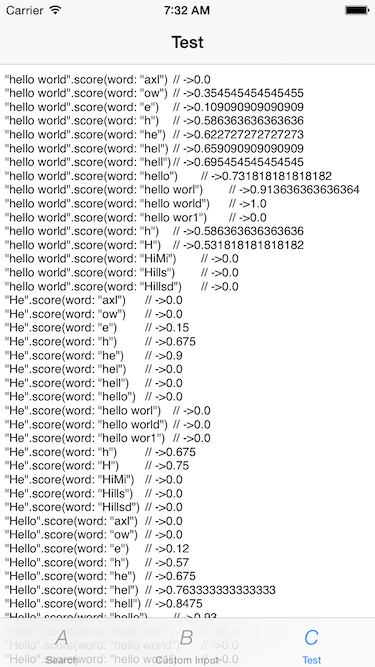 Carrier 7:32 AM
Test
"hello world".score(word: "axl") // ->0.0
"hello world".score(word: "ow") // ->0.354545454545455
"hello world".score(word: "e") // ->0.109090909090909
"hello world".score(word: "h") // ->0.586363636363636
"hello world".score(word: "he") // ->0.622727272727273
"hello world".score(word: "hel") // ->0.659090909090909
"hello world".score(word: "hell") // ->0.695454545454545
"hello world".score(word: "hello") // ->0.731818181818182
"hello world".score(word: "hello worl") // ->0.913636363636364
"hello world".score(word: "hello world") // ->1.0
"hello world".score(word: "hello wor1") // ->0.0
"hello world".score(word: "h") // ->0.586363636363636
"hello world".score(word: "H") // ->0.531818181818182
"hello world".score(word: "HiMi") // ->0.0
"hello world".score(word: "Hills") // ->0.0
"hello world".score(word: "Hillsd") // ->0.0
"He".score(word: "axl") // ->0.0
"He".score(word: "ow") // ->0.0
"He".score(word: "e") // ->0.15
"He".score(word: "h") // ->0.675
"He".score(word: "he") // ->0.9
"He".score(word: "hel") // ->0.0
"He".score(word: "hell") // ->0.0
"He".score(word: "hello") // ->0.0
"He".score(word: "hello worl") // ->0.0
"He".score(word: "hello world") // ->0.0
"He".score(word: "hello wor1") // ->0.0
"He".score(word: "h") // ->0.675
"He".score(word: "H") // ->0.75
"He".score(word: "HiMi") // ->0.0
"He".score(word: "Hills") // ->0.0
"He".score(word: "Hillsd") // ->0.0
"Hello".score(word: "axl") // ->0.0
"Hello".score(word: "ow") // ->0.0
"Hello".score(word: "e") // ->0.12
"Hello".score(word: "h") // ->0.57
"Hello".score(word: "he") // ->0.675
"Hello".score(word: "hel") // ->0.763333333333333
"Hello".score(word: "hell") // ->0.8475
"Hello".score(word: "hello") // ->0.93
A B C
Search Custom Input Test